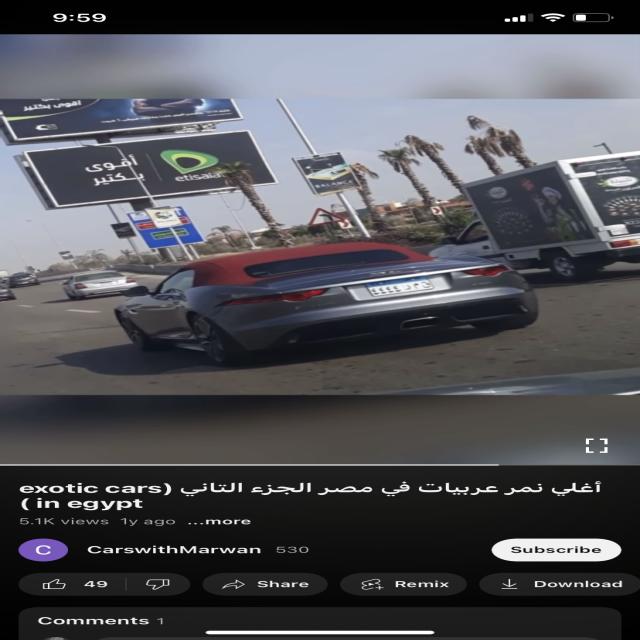 9:59
أقوى بكتير
أقوى
بـكتير
etisalat
exotic cars) أغلي نمر عربيات في مصر الجزء التاني
( in egypt
5.1K views 1y ago ...more
C CarswithMarwan 530 Subscribe
49 Share Remix Download
Comments 1